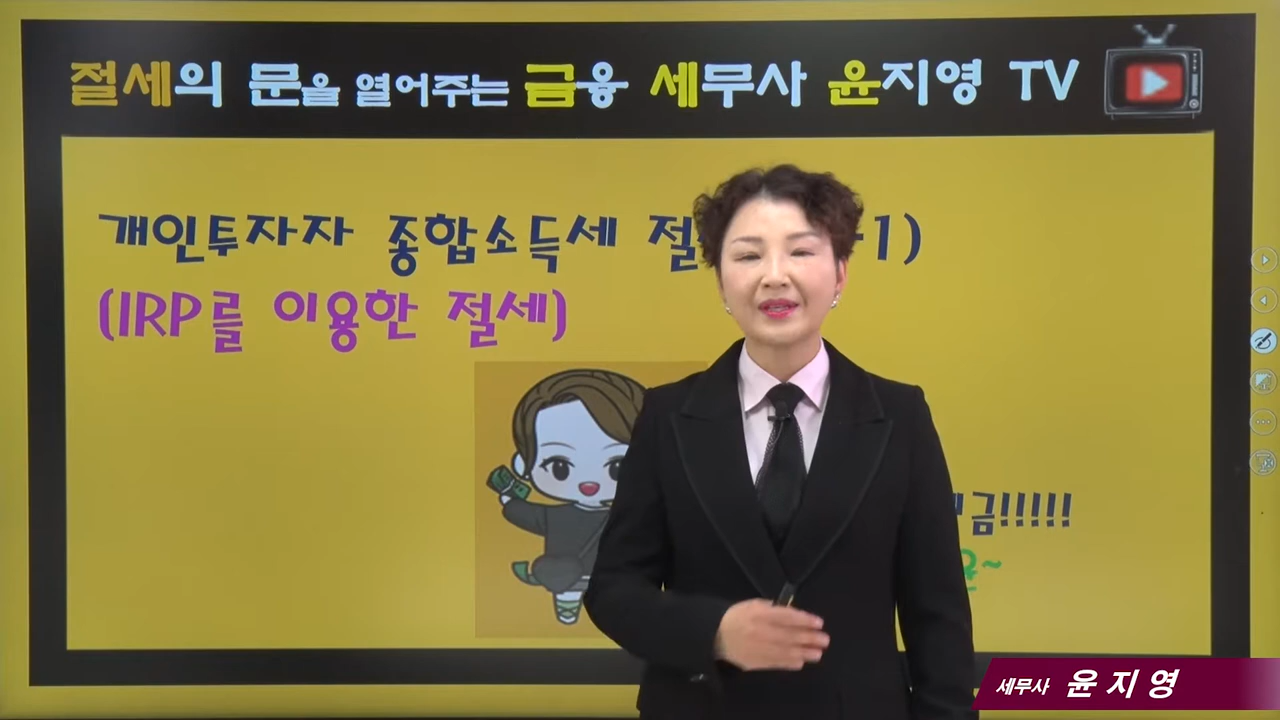 절세의 문을 열어주는 금융 세무사 윤지영 TV
개인투자자 종합소득세 1)
(IRP를 이용한 절세)
금!!!!!
세무사 윤지영